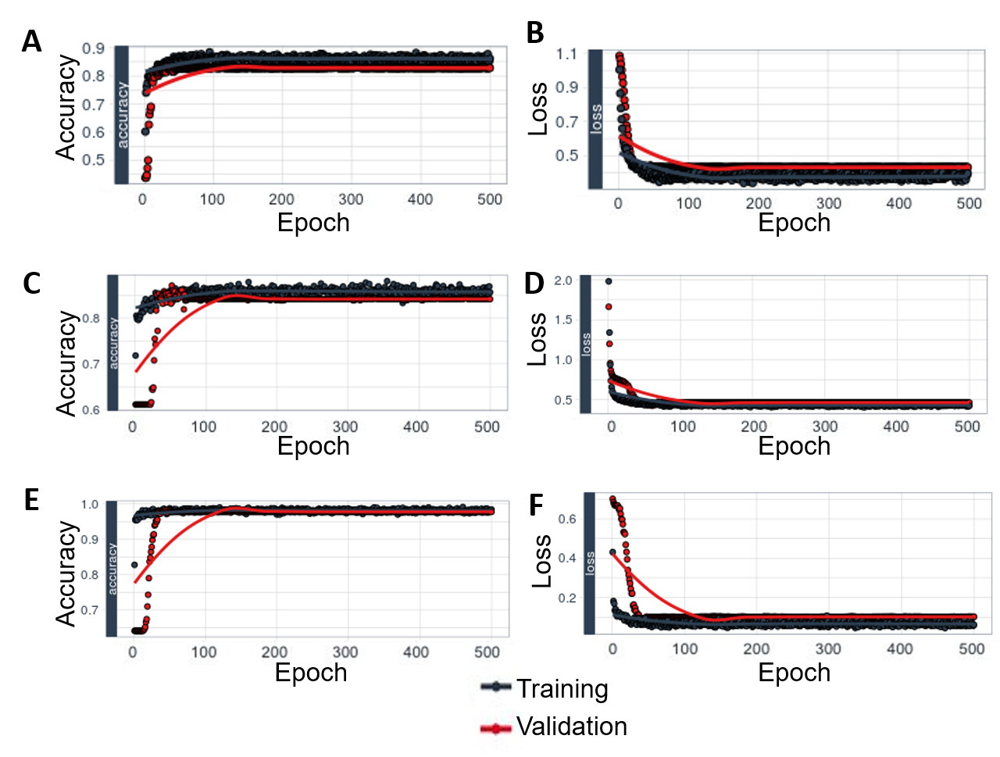 A
Accuracy
accuracy
0.9
0.8
0.7
0.6
0.5
0 100 200 300 400 500
Epoch
B
Loss
loss
1.1
0.9
0.7
0.5
0 100 200 300 400 500
Epoch
C
Accuracy
accuracy
0.8
0.7
0.6
0 100 200 300 400 500
Epoch
D
Loss
loss
2.0
1.5
1.0
0.5
0 100 200 300 400 500
Epoch
E
Accuracy
accuracy
1.0
0.9
0.8
0.7
0 100 200 300 400 500
Epoch
F
Loss
loss
0.6
0.4
0.2
0 100 200 300 400 500
Epoch
Training
Validation